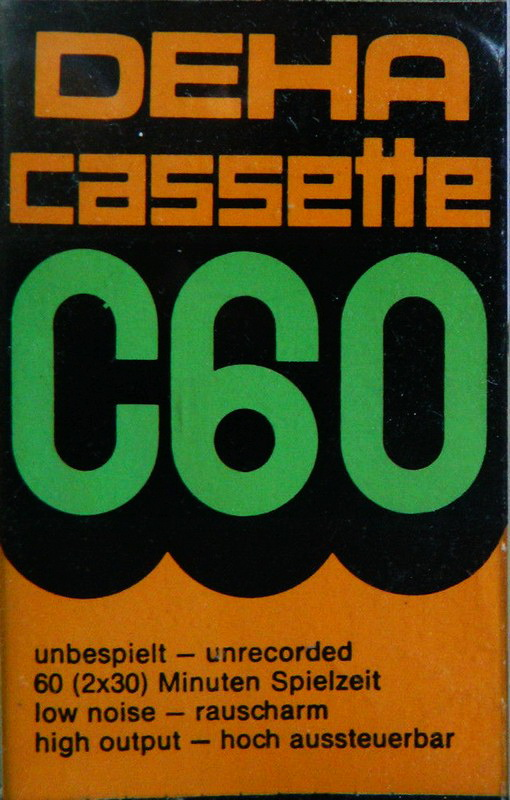 DEHA
cassette
C60
unbespielt – unrecorded
60 (2x30) Minuten Spielzeit
low noise – rauscharm
high output – hoch aussteuerbar